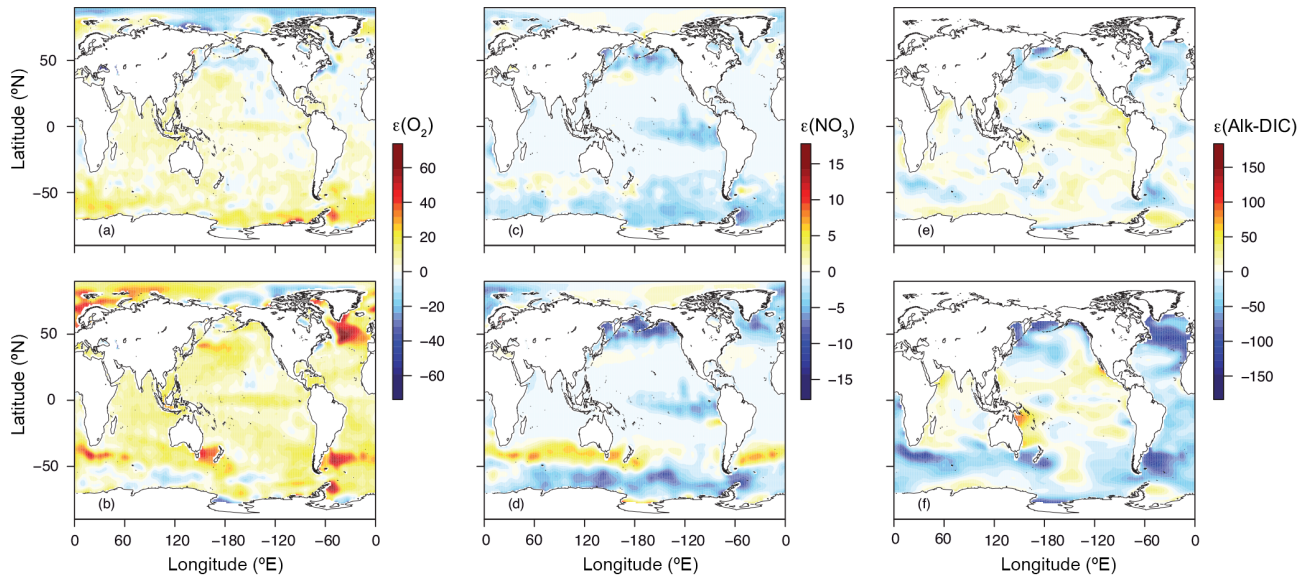 50
0
−50
Latitude (ºN)
(a)
ε(O2)
60
40
20
0
−20
−40
−60
(c)
ε(NO3)
15
10
5
0
−5
−10
−15
(e)
ε(Alk-DIC)
150
100
50
0
−50
−100
−150
50
0
−50
Latitude (ºN)
(b)
(d)
(f)
0 60 120 −180 −120 −60 0
Longitude (ºE)
0 60 120 −180 −120 −60 0
Longitude (ºE)
0 60 120 −180 −120 −60 0
Longitude (ºE)